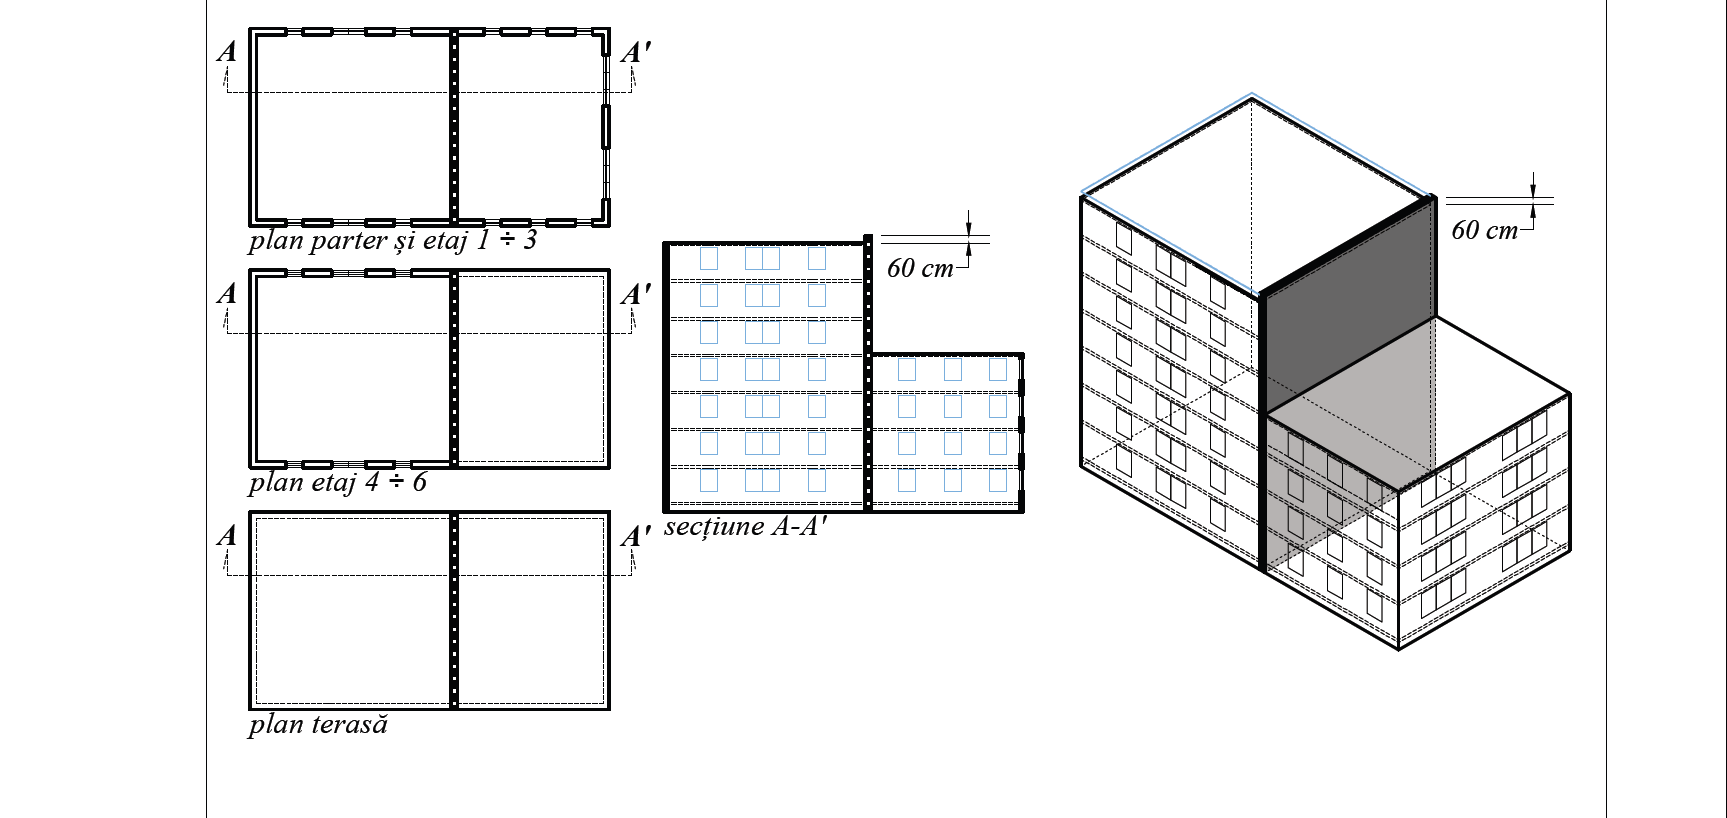 A A'
plan parter și etaj 1 ÷ 3
A A'
plan etaj 4 ÷ 6
A A'
plan terasă
60 cm
secțiune A-A'
60 cm